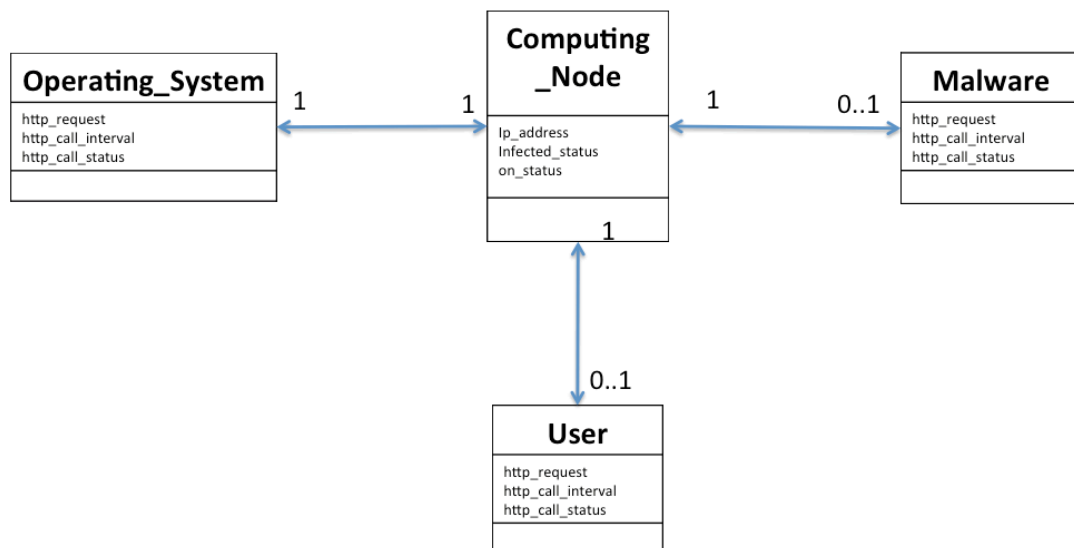 Operating_System
http_request
http_call_interval
http_call_status
1
1
Computing
_Node
Ip_address
Infected_status
on_status
1
0..1
Malware
http_request
http_call_interval
http_call_status
1
0..1
User
http_request
http_call_interval
http_call_status